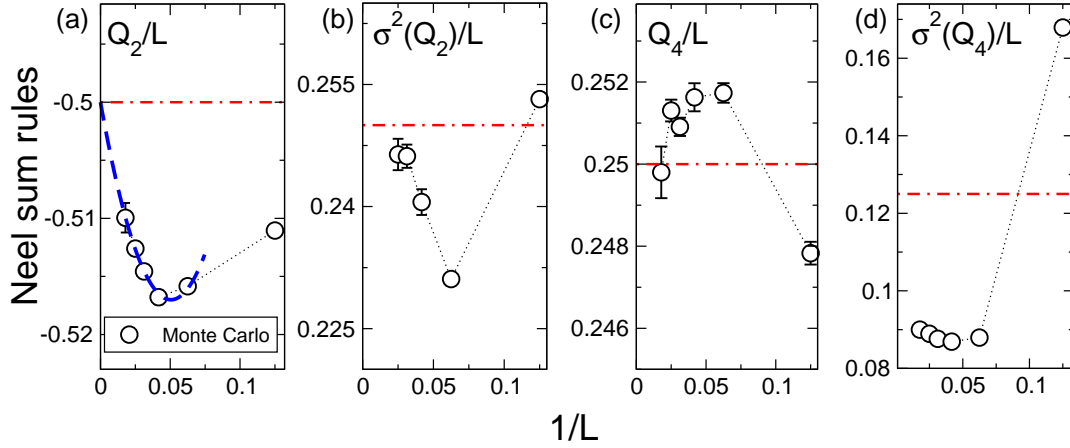 Neel sum rules
(a)
Q₂/L
-0.5
-0.51
-0.52
Monte Carlo
0
0.05
0.1
(b)
σ²(Q₂)/L
0.255
0.24
0.225
0
0.05
0.1
(c)
Q₄/L
0.252
0.25
0.248
0.246
0
0.05
0.1
(d)
σ²(Q₄)/L
0.16
0.14
0.12
0.1
0.08
0.05
0.1
1/L